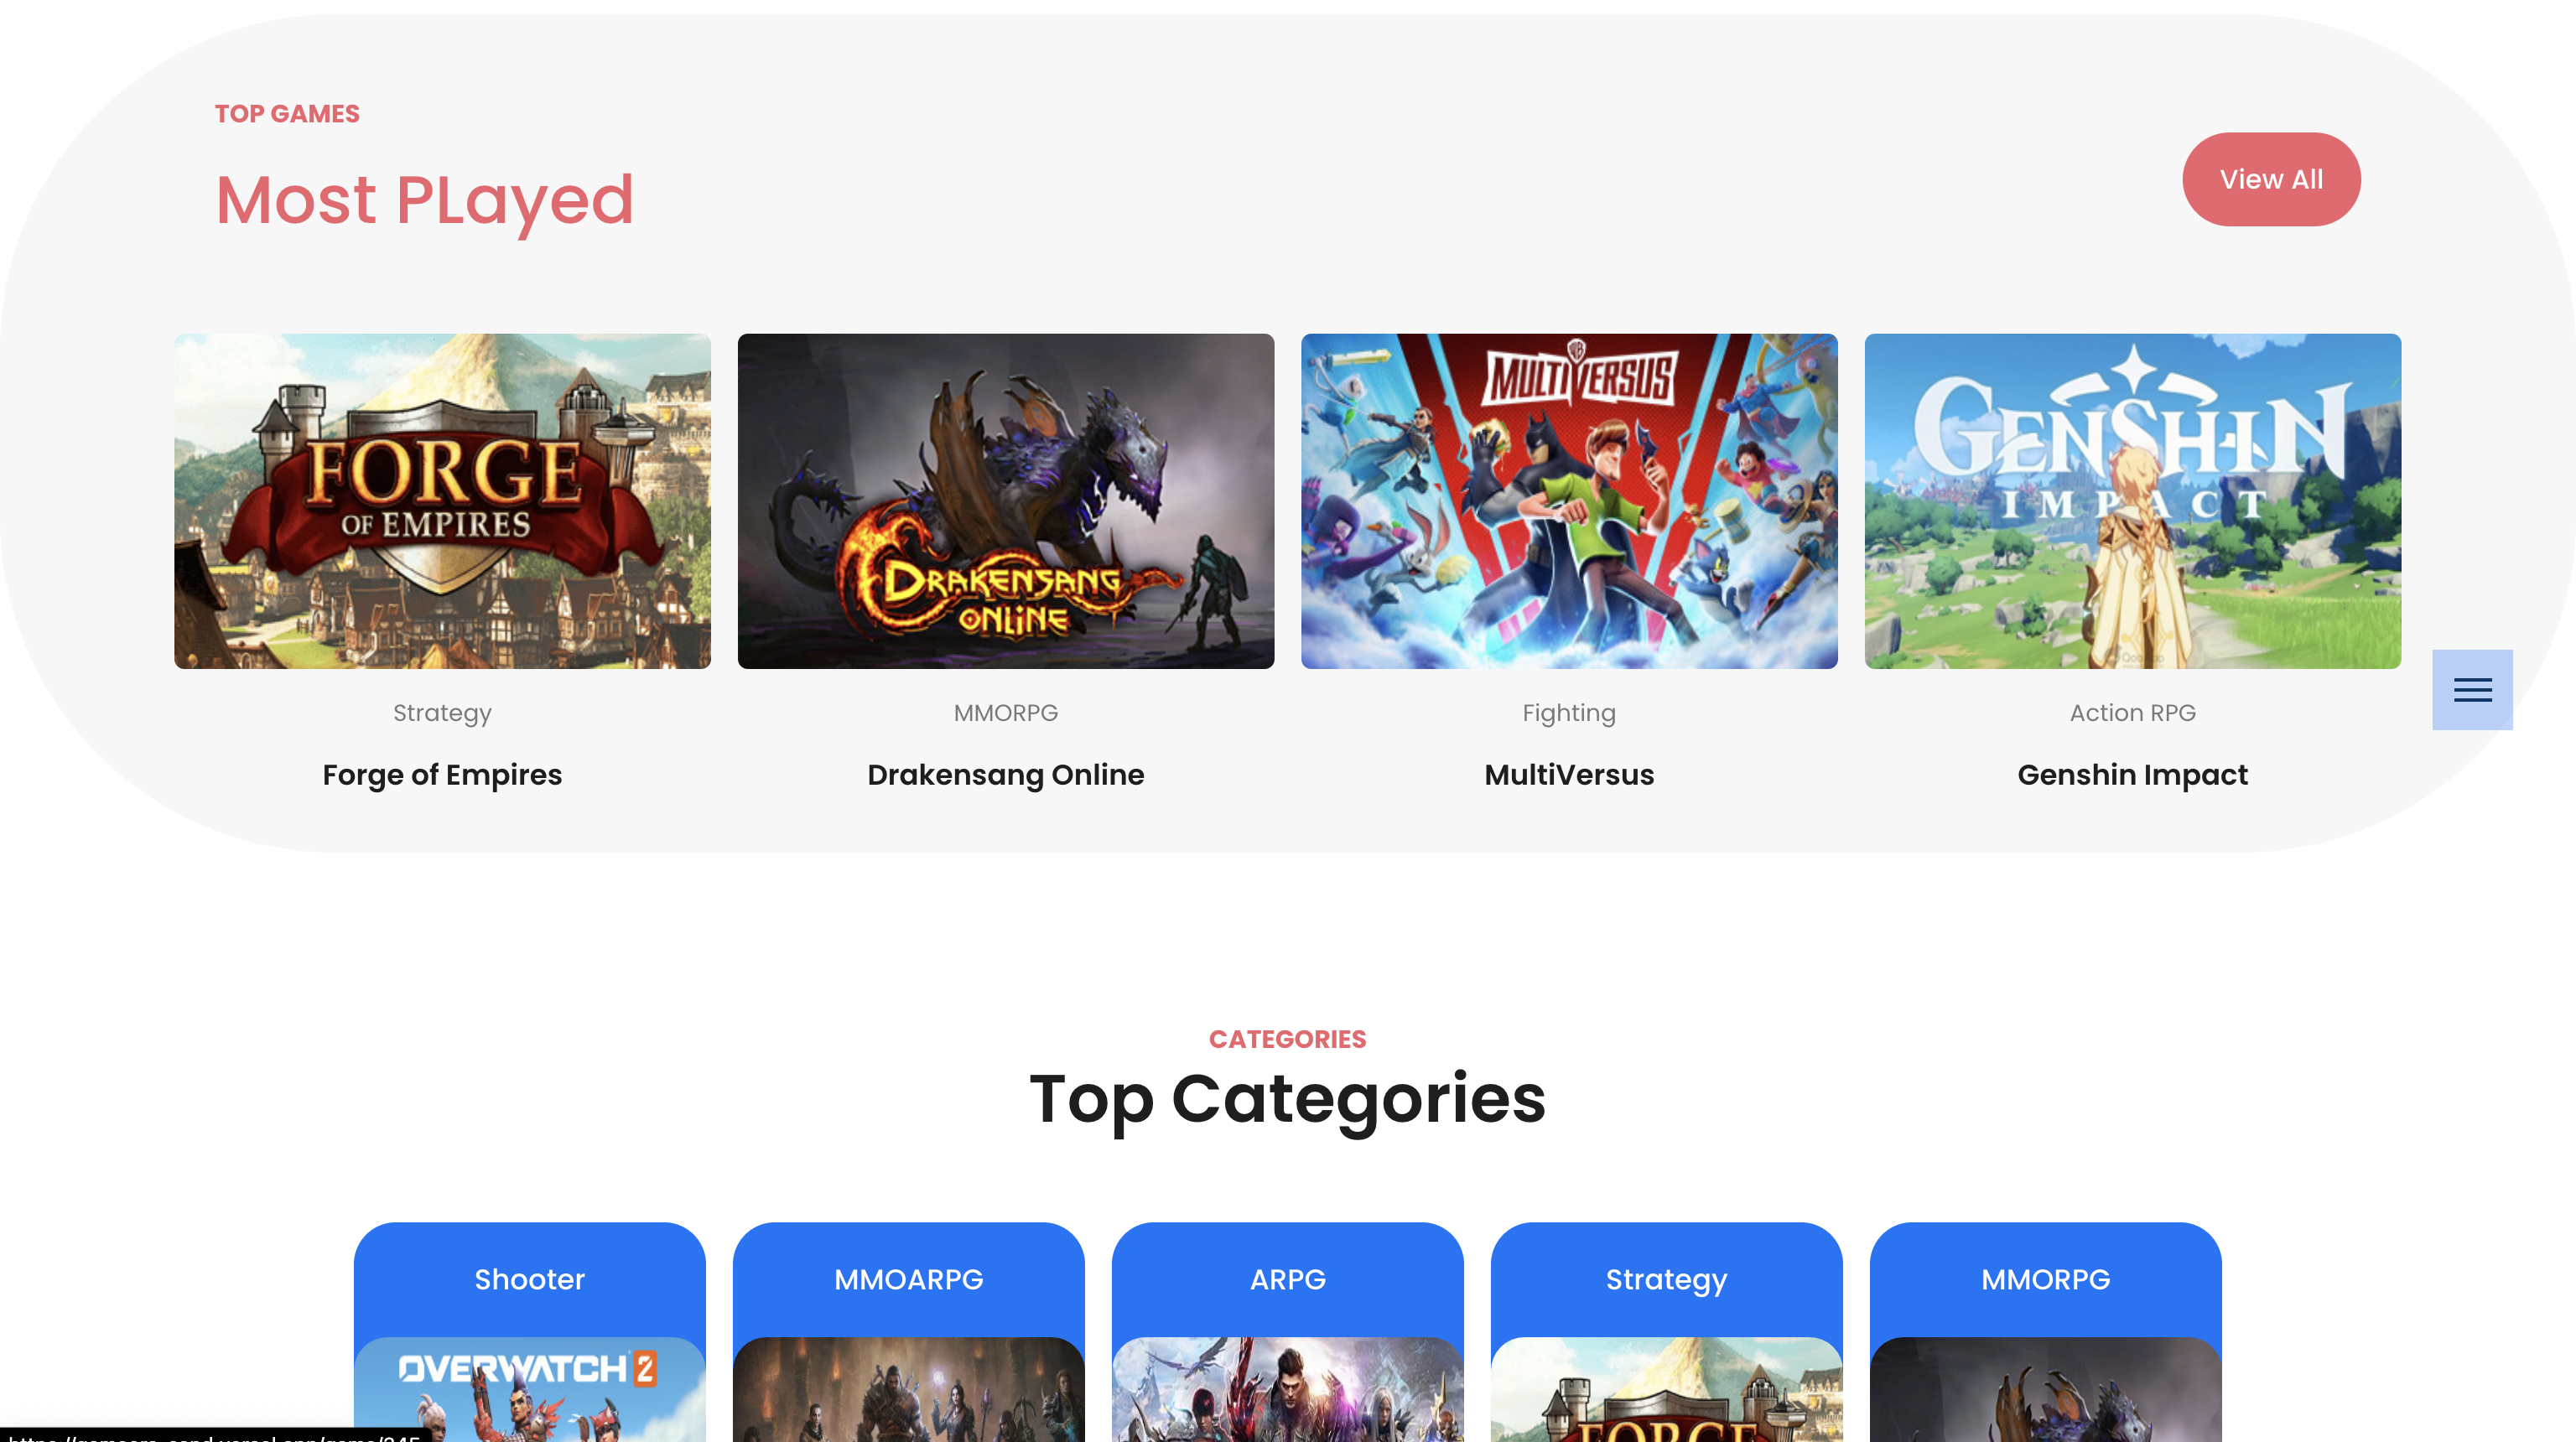 TOP GAMES
Most PLayed
View All
FORGE
OF EMPIRES
DRAKENSANG
ONLINE
MULTIVERSUS
GENSHIN
IMPACT
Strategy
MMORPG
Fighting
Action RPG
Forge of Empires
Drakensang Online
MultiVersus
Genshin Impact
CATEGORIES
Top Categories
Shooter
MMOARPG
ARPG
Strategy
MMORPG
OVERWATCH 2
FORGE